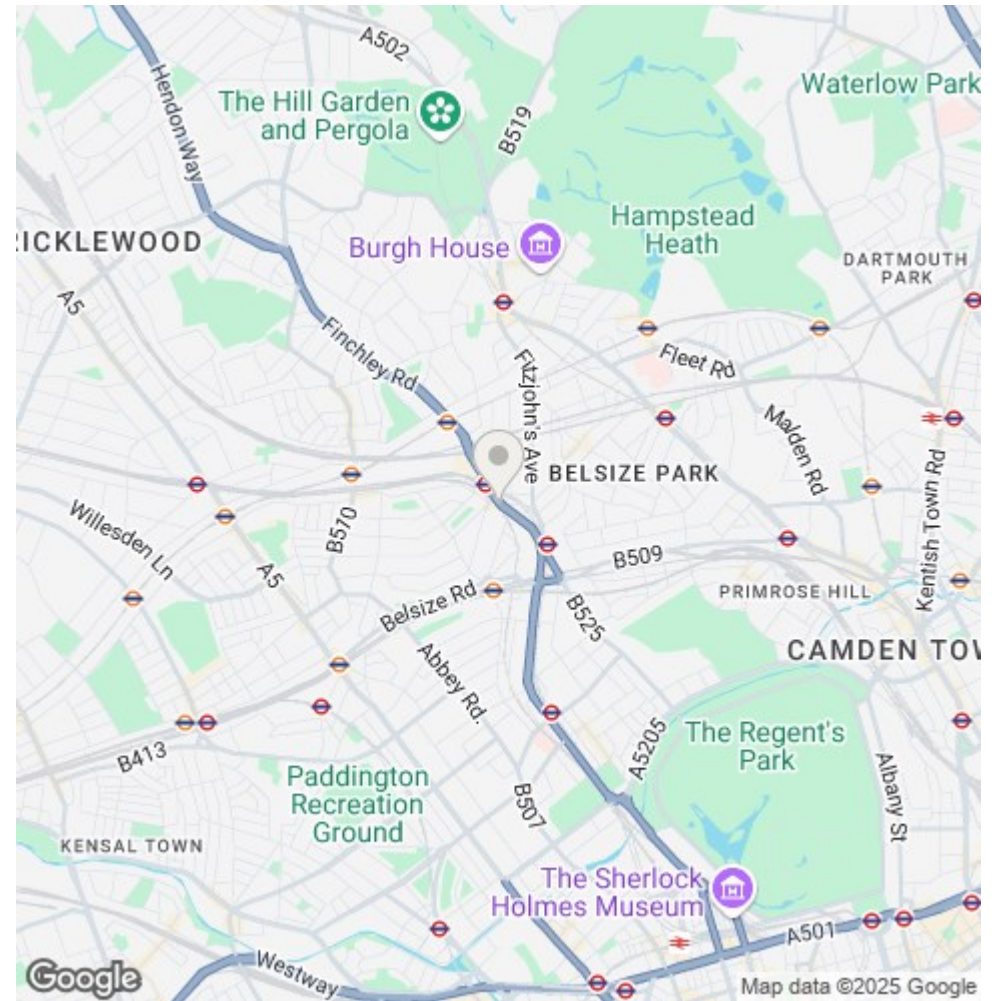 A502
Waterlow Park
The Hill Garden
and Pergola
B519
Hendon Way
Hampstead
Heath
RICKLEWOOD
Burgh House
DARTMOUTH
PARK
A5
Finchley Rd
Fitzjohn's Ave
Fleet Rd
Malden Rd
BELSIZE PARK
Kentish Town Rd
Willesden Ln
B570
A5
B509
Belsize Rd
B525
PRIMROSE HILL
CAMDEN TOW
Abbey Rd.
A5205
The Regent's
Park
B413
Paddington
Recreation
Ground
B507
Albany St
KENSAL TOWN
The Sherlock
Holmes Museum
A501
Westway
Google
Map data ©2025 Google